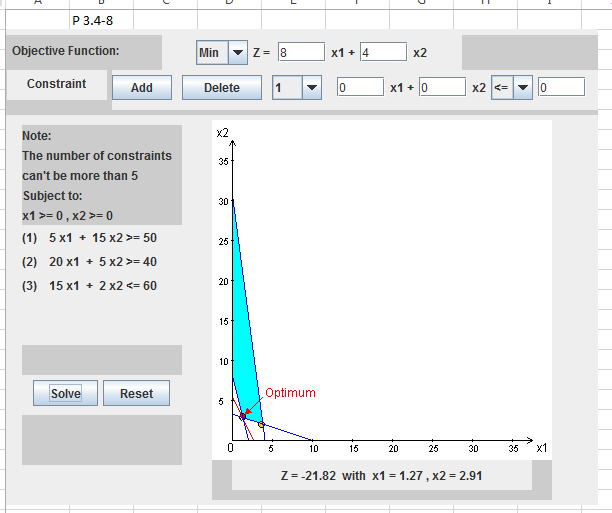 P 3.4-8
Objective Function: Min Z = 8 x1 + 4 x2
Constraint Add Delete 1 0 x1 + 0 x2 <= 0
Note:
The number of constraints
can't be more than 5
Subject to:
x1 >= 0 , x2 >= 0
(1) 5 x1 + 15 x2 >= 50
(2) 20 x1 + 5 x2 >= 40
(3) 15 x1 + 2 x2 <= 60
Solve Reset
x2
35
30
25
20
15
10
5
Optimum
0 5 10 15 20 25 30 35 X1
Z = -21.82 with x1 = 1.27 , x2 = 2.91